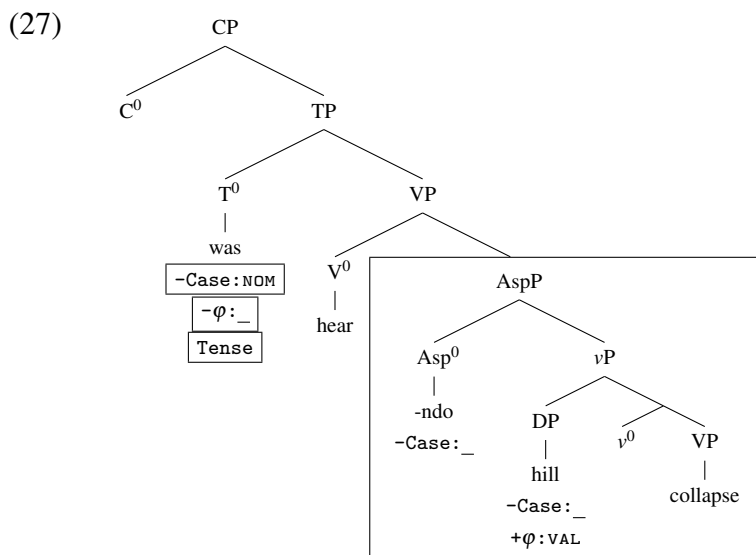 (27)
CP
C⁰ TP
T⁰ VP
was
-Case:NOM
-φ:_
Tense
V⁰ AspP
hear
Asp⁰ vP
-ndo
-Case:_
DP v⁰ VP
hill collapse
-Case:_
+φ:VAL